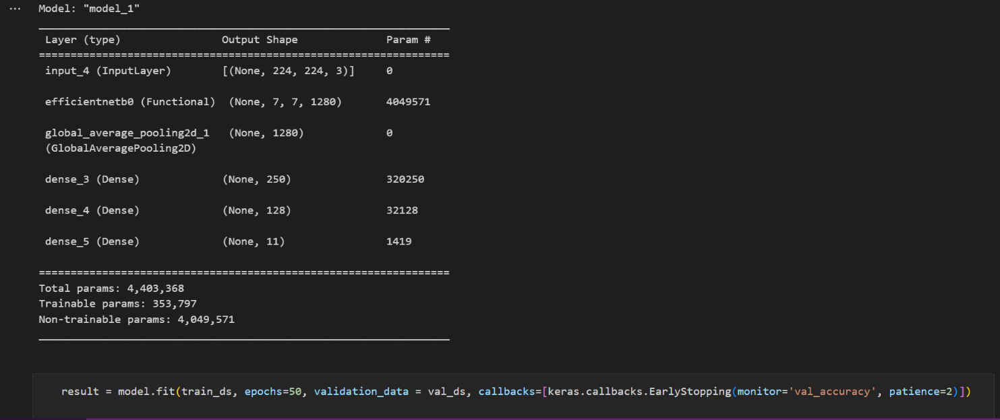 ... Model: "model_1"
Layer (type) Output Shape Param #
=================================================================
input_4 (InputLayer) [(None, 224, 224, 3)] 0
efficientnetb0 (Functional) (None, 7, 7, 1280) 4049571
global_average_pooling2d_1 (None, 1280) 0
(GlobalAveragePooling2D)
dense_3 (Dense) (None, 250) 320250
dense_4 (Dense) (None, 128) 32128
dense_5 (Dense) (None, 11) 1419
=================================================================
Total params: 4,403,368
Trainable params: 353,797
Non-trainable params: 4,049,571
result = model.fit(train_ds, epochs=50, validation_data = val_ds, callbacks=[keras.callbacks.EarlyStopping(monitor='val_accuracy', patience=2)])